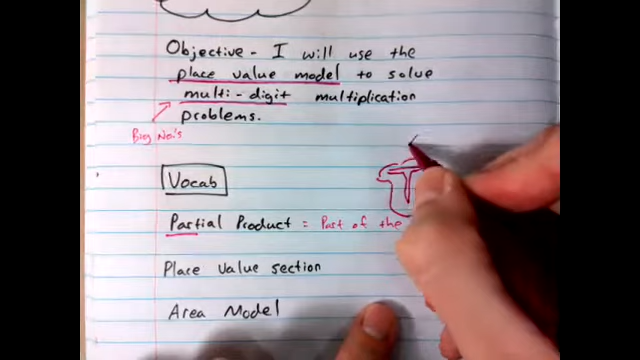 Objective - I will use the
place value model to solve
multi-digit multiplication
problems.
Big No's
Vocab
Partial Product = Part of the
Place Value section
Area Model